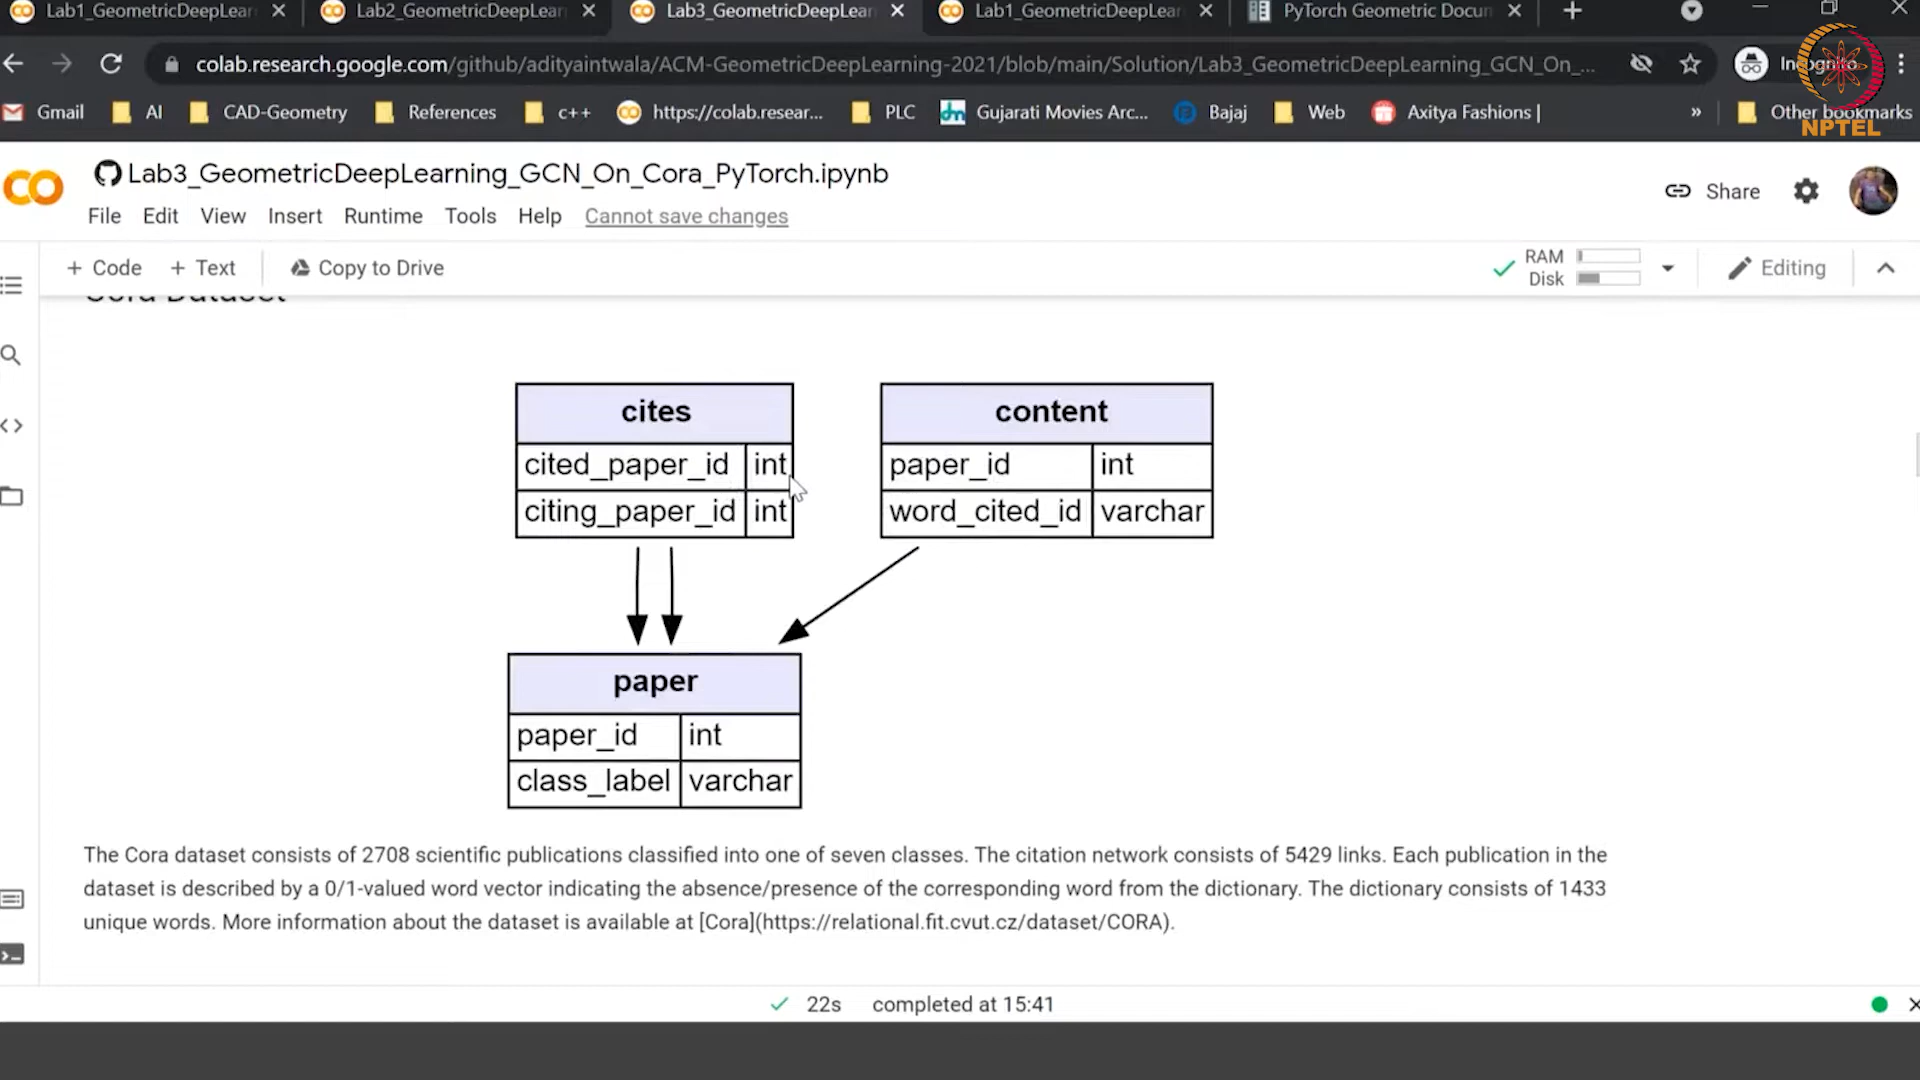 Lab1_GeometricDeepLear
Lab2_GeometricDeepLear
Lab3_GeometricDeepLear
Lab1_GeometricDeepLear
PyTorch Geometric Docum
colab.research.google.com/github/adityaintwala/ACM-GeometricDeepLearning-2021/blob/main/Solution/Lab3_GeometricDeepLearning_GCN_On_...
Incognito
Gmail
AI
CAD-Geometry
References
c++
https://colab.resear...
PLC
Gujarati Movies Arc...
Bajaj
Web
Axitya Fashions |
»
Other bookmarks
NPTEL
Lab3_GeometricDeepLearning_GCN_On_Cora_PyTorch.ipynb
Share
File Edit View Insert Runtime Tools Help Cannot save changes
+ Code + Text Copy to Drive
RAM
Disk
Editing
Cora Dataset
cites
cited_paper_id int
citing_paper_id int
content
paper_id int
word_cited_id varchar
paper
paper_id int
class_label varchar
The Cora dataset consists of 2708 scientific publications classified into one of seven classes. The citation network consists of 5429 links. Each publication in the
dataset is described by a 0/1-valued word vector indicating the absence/presence of the corresponding word from the dictionary. The dictionary consists of 1433
unique words. More information about the dataset is available at [Cora](https://relational.fit.cvut.cz/dataset/CORA).
22s completed at 15:41